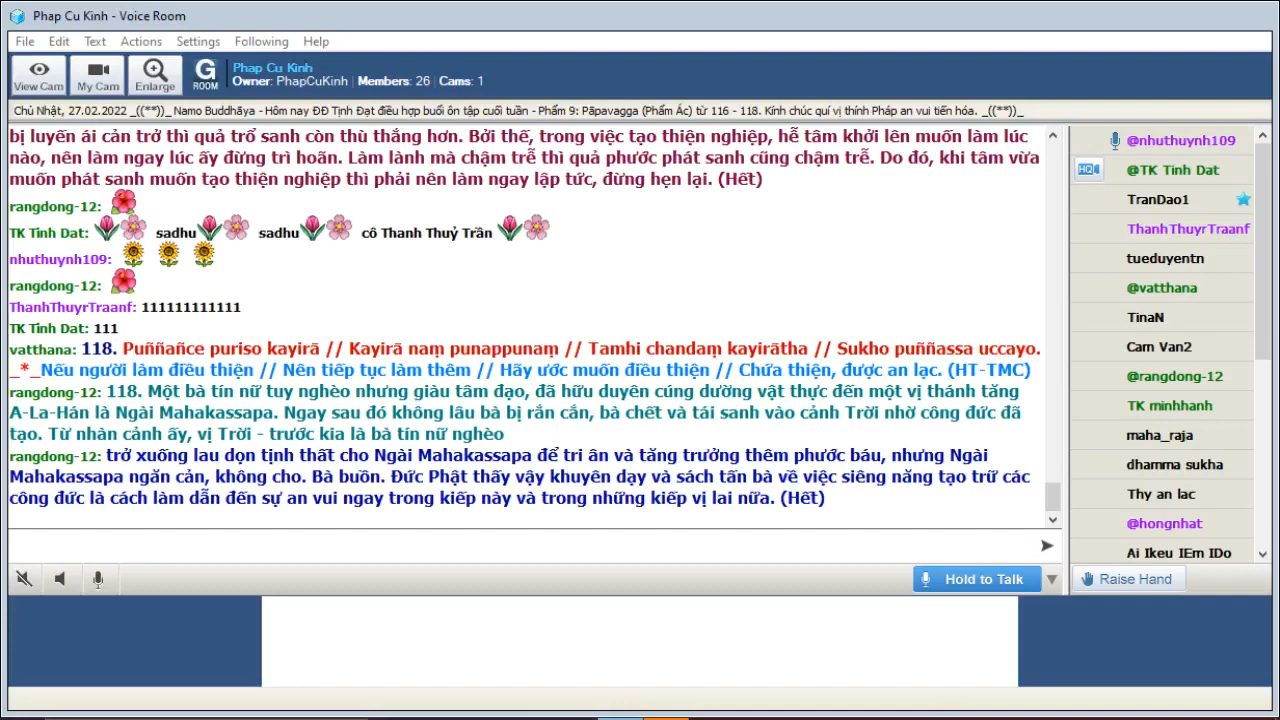 Phap Cu Kinh - Voice Room
File Edit Text Actions Settings Following Help
View Cam
My Cam
Enlarge
G
ROOM
Phap Cu Kinh
Owner: PhapCuKinh | Members: 26 | Cams: 1
Chủ Nhật, 27.02.2022 _((**))_ Namo Buddhāya - Hôm nay ĐĐ Tịnh Đạt điều hợp buổi ôn tập cuối tuần - Phẩm 9: Pāpavagga (Phẩm Ác) từ 116 - 118. Kính chúc quí vị thính Pháp an vui tiến hóa. _((**))_
bị luyến ái cản trở thì quả trổ sanh còn thù thắng hơn. Bởi thế, trong việc tạo thiện nghiệp, hễ tâm khởi lên muốn làm lúc
nào, nên làm ngay lúc ấy đừng trì hoãn. Làm lành mà chậm trễ thì quả phước phát sanh cũng chậm trễ. Do đó, khi tâm vừa
muốn phát sanh muốn tạo thiện nghiệp thì phải nên làm ngay lập tức, đừng hẹn lại. (Hết)
rangdong-12:
TK Tinh Dat: sadhu sadhu cô Thanh Thuỷ Trần
nhuthuynh109:
rangdong-12:
ThanhThuyrTraanf: 111111111111
TK Tinh Dat: 111
vatthana: 118. Puññañce puriso kayirā // Kayirā naṃ punappunaṃ // Tamhi chandaṃ kayirātha // Sukho puññassa uccayo.
_*_Nếu người làm điều thiện // Nên tiếp tục làm thêm // Hãy ước muốn điều thiện // Chứa thiện, được an lạc. (HT-TMC)
rangdong-12: 118. Một bà tín nữ tuy nghèo nhưng giàu tâm đạo, đã hữu duyên cúng dường vật thực đến một vị thánh tăng
A-La-Hán là Ngài Mahakassapa. Ngay sau đó không lâu bà bị rắn cắn, bà chết và tái sanh vào cảnh Trời nhờ công đức đã
tạo. Từ nhàn cảnh ấy, vị Trời - trước kia là bà tín nữ nghèo
rangdong-12: trở xuống lau dọn tịnh thất cho Ngài Mahakassapa để tri ân và tăng trưởng thêm phước báu, nhưng Ngài
Mahakassapa ngăn cản, không cho. Bà buồn. Đức Phật thấy vậy khuyên dạy và sách tấn bà về việc siêng năng tạo trữ các
công đức là cách làm dẫn đến sự an vui ngay trong kiếp này và trong những kiếp vị lai nữa. (Hết)
Hold to Talk
@nhuthuynh109
HQ
@TK Tinh Dat
TranDao1
ThanhThuyrTraanf
tueduyentn
@vatthana
TinaN
Cam Van2
@rangdong-12
TK minhhanh
maha_raja
dhamma sukha
Thy an lac
@hongnhat
Ai Ikeu IEm IDo
Raise Hand